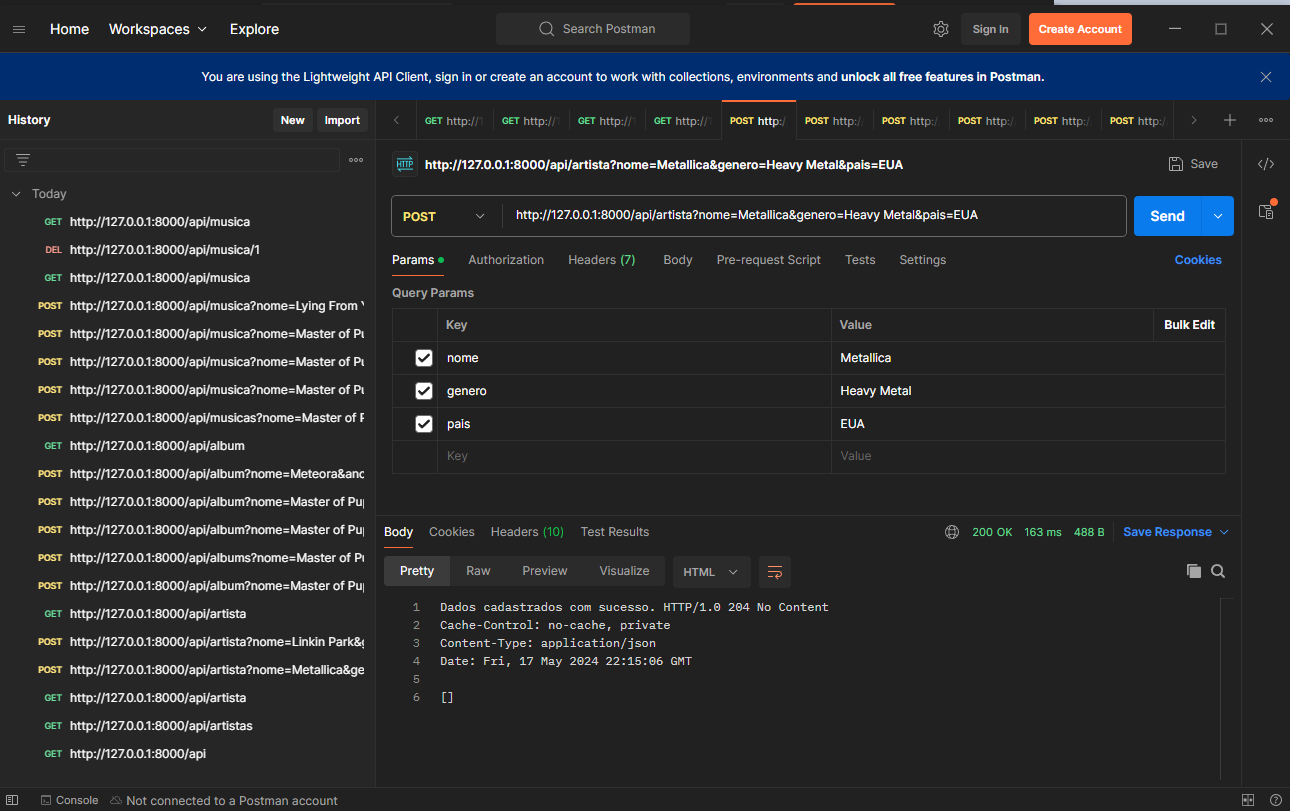 Home Workspaces Explore Search Postman Sign In Create Account
You are using the Lightweight API Client, sign in or create an account to work with collections, environments and unlock all free features in Postman.
History New Import
GET http://1 GET http:// GET http://1 GET http://1 POST http:/ POST http:/ POST http:/ POST http:/ POST http:/ POST http:/
http://127.0.0.1:8000/api/artista?nome=Metallica&genero=Heavy Metal&pais=EUA Save
POST http://127.0.0.1:8000/api/artista?nome=Metallica&genero=Heavy Metal&pais=EUA Send
Params Authorization Headers (7) Body Pre-request Script Tests Settings Cookies
Query Params
Key Value Bulk Edit
nome Metallica
genero Heavy Metal
pais EUA
Key Value
Today
GET http://127.0.0.1:8000/api/musica
DEL http://127.0.0.1:8000/api/musica/1
GET http://127.0.0.1:8000/api/musica
POST http://127.0.0.1:8000/api/musica?nome=Lying From Y
POST http://127.0.0.1:8000/api/musica?nome=Master of Pu
POST http://127.0.0.1:8000/api/musica?nome=Master of Pu
POST http://127.0.0.1:8000/api/musica?nome=Master of Pu
POST http://127.0.0.1:8000/api/musicas?nome=Master of P
GET http://127.0.0.1:8000/api/album
POST http://127.0.0.1:8000/api/album?nome=Meteora&ano
POST http://127.0.0.1:8000/api/album?nome=Master of Pup
POST http://127.0.0.1:8000/api/album?nome=Master of Pup
POST http://127.0.0.1:8000/api/albums?nome=Master of Pu
POST http://127.0.0.1:8000/api/album?nome=Master of Pup
GET http://127.0.0.1:8000/api/artista
POST http://127.0.0.1:8000/api/artista?nome=Linkin Park&g
POST http://127.0.0.1:8000/api/artista?nome=Metallica&ge
GET http://127.0.0.1:8000/api/artista
GET http://127.0.0.1:8000/api/artistas
GET http://127.0.0.1:8000/api
Body Cookies Headers (10) Test Results 200 OK 163 ms 488 B Save Response
Pretty Raw Preview Visualize HTML
1 Dados cadastrados com sucesso. HTTP/1.0 204 No Content
2 Cache-Control: no-cache, private
3 Content-Type: application/json
4 Date: Fri, 17 May 2024 22:15:06 GMT
5
6 []
Console Not connected to a Postman account